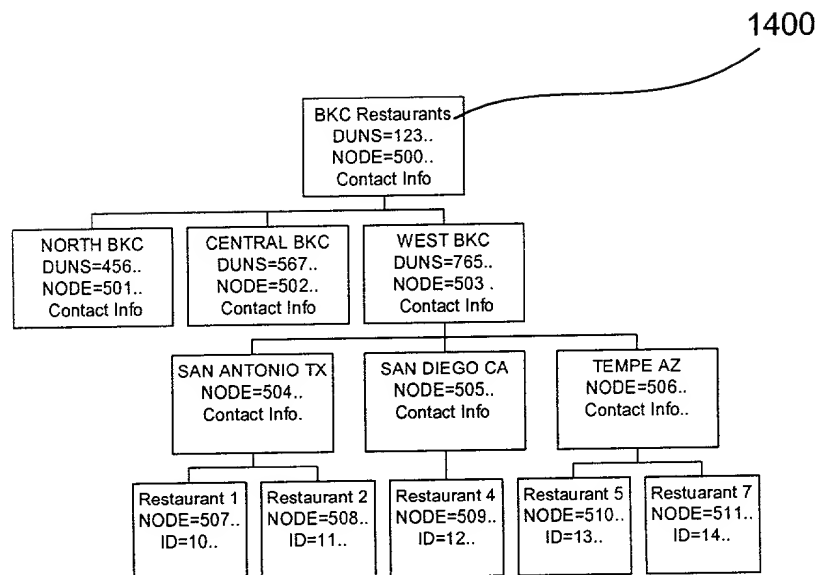 1400
BKC Restaurants
DUNS=123..
NODE=500..
Contact Info
NORTH BKC
DUNS=456..
NODE=501..
Contact Info
CENTRAL BKC
DUNS=567..
NODE=502..
Contact Info
WEST BKC
DUNS=765..
NODE=503 .
Contact Info
SAN ANTONIO TX
NODE=504..
Contact Info.
SAN DIEGO CA
NODE=505..
Contact Info
TEMPE AZ
NODE=506..
Contact Info..
Restaurant 1
NODE=507..
ID=10..
Restaurant 2
NODE=508..
ID=11..
Restaurant 4
NODE=509..
ID=12..
Restaurant 5
NODE=510..
ID=13..
Restuarant 7
NODE=511..
ID=14..